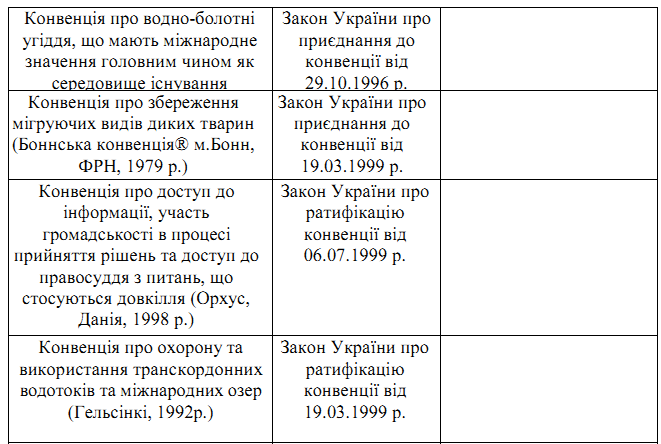 Конвенція про водно-болотні
угіддя, що мають міжнародне
значення головним чином як
середовище існування
Закон України про
приєднання до
конвенції від
29.10.1996 р.
Конвенція про збереження
мігруючих видів диких тварин
(Боннська конвенція® м.Бонн,
ФРН, 1979 р.)
Закон України про
приєднання до
конвенції від
19.03.1999 р.
Конвенція про доступ до
інформації, участь
громадськості в процесі
прийняття рішень та доступ до
правосуддя з питань, що
стосуються довкілля (Орхус,
Данія, 1998 р.)
Закон України про
ратифікацію
конвенції від
06.07.1999 р.
Конвенція про охорону та
використання транскордонних
водотоків та міжнародних озер
(Гельсінкі, 1992р.)
Закон України про
ратифікацію
конвенції від
19.03.1999 р.